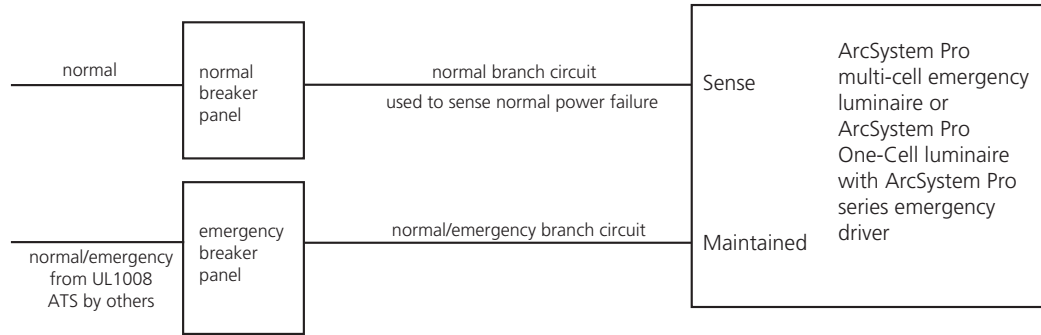 normal
normal
breaker
panel
normal branch circuit
used to sense normal power failure
Sense
ArcSystem Pro
multi-cell emergency
luminaire or
ArcSystem Pro
One-Cell luminaire
with ArcSystem Pro
series emergency
driver
normal/emergency
from UL1008
ATS by others
emergency
breaker
panel
normal/emergency branch circuit
Maintained